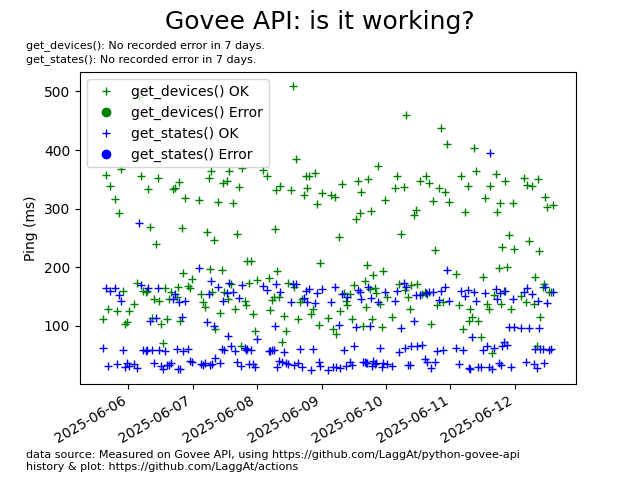 Govee API: is it working?
get_devices(): No recorded error in 7 days.
get_states(): No recorded error in 7 days.
get_devices() OK
get_devices() Error
get_states() OK
get_states() Error
500
400
300
200
100
Ping (ms)
2025-06-06
2025-06-07
2025-06-08
2025-06-09
2025-06-10
2025-06-11
2025-06-12
data source: Measured on Govee API, using https://github.com/LaggAt/python-govee-api
history & plot: https://github.com/LaggAt/actions